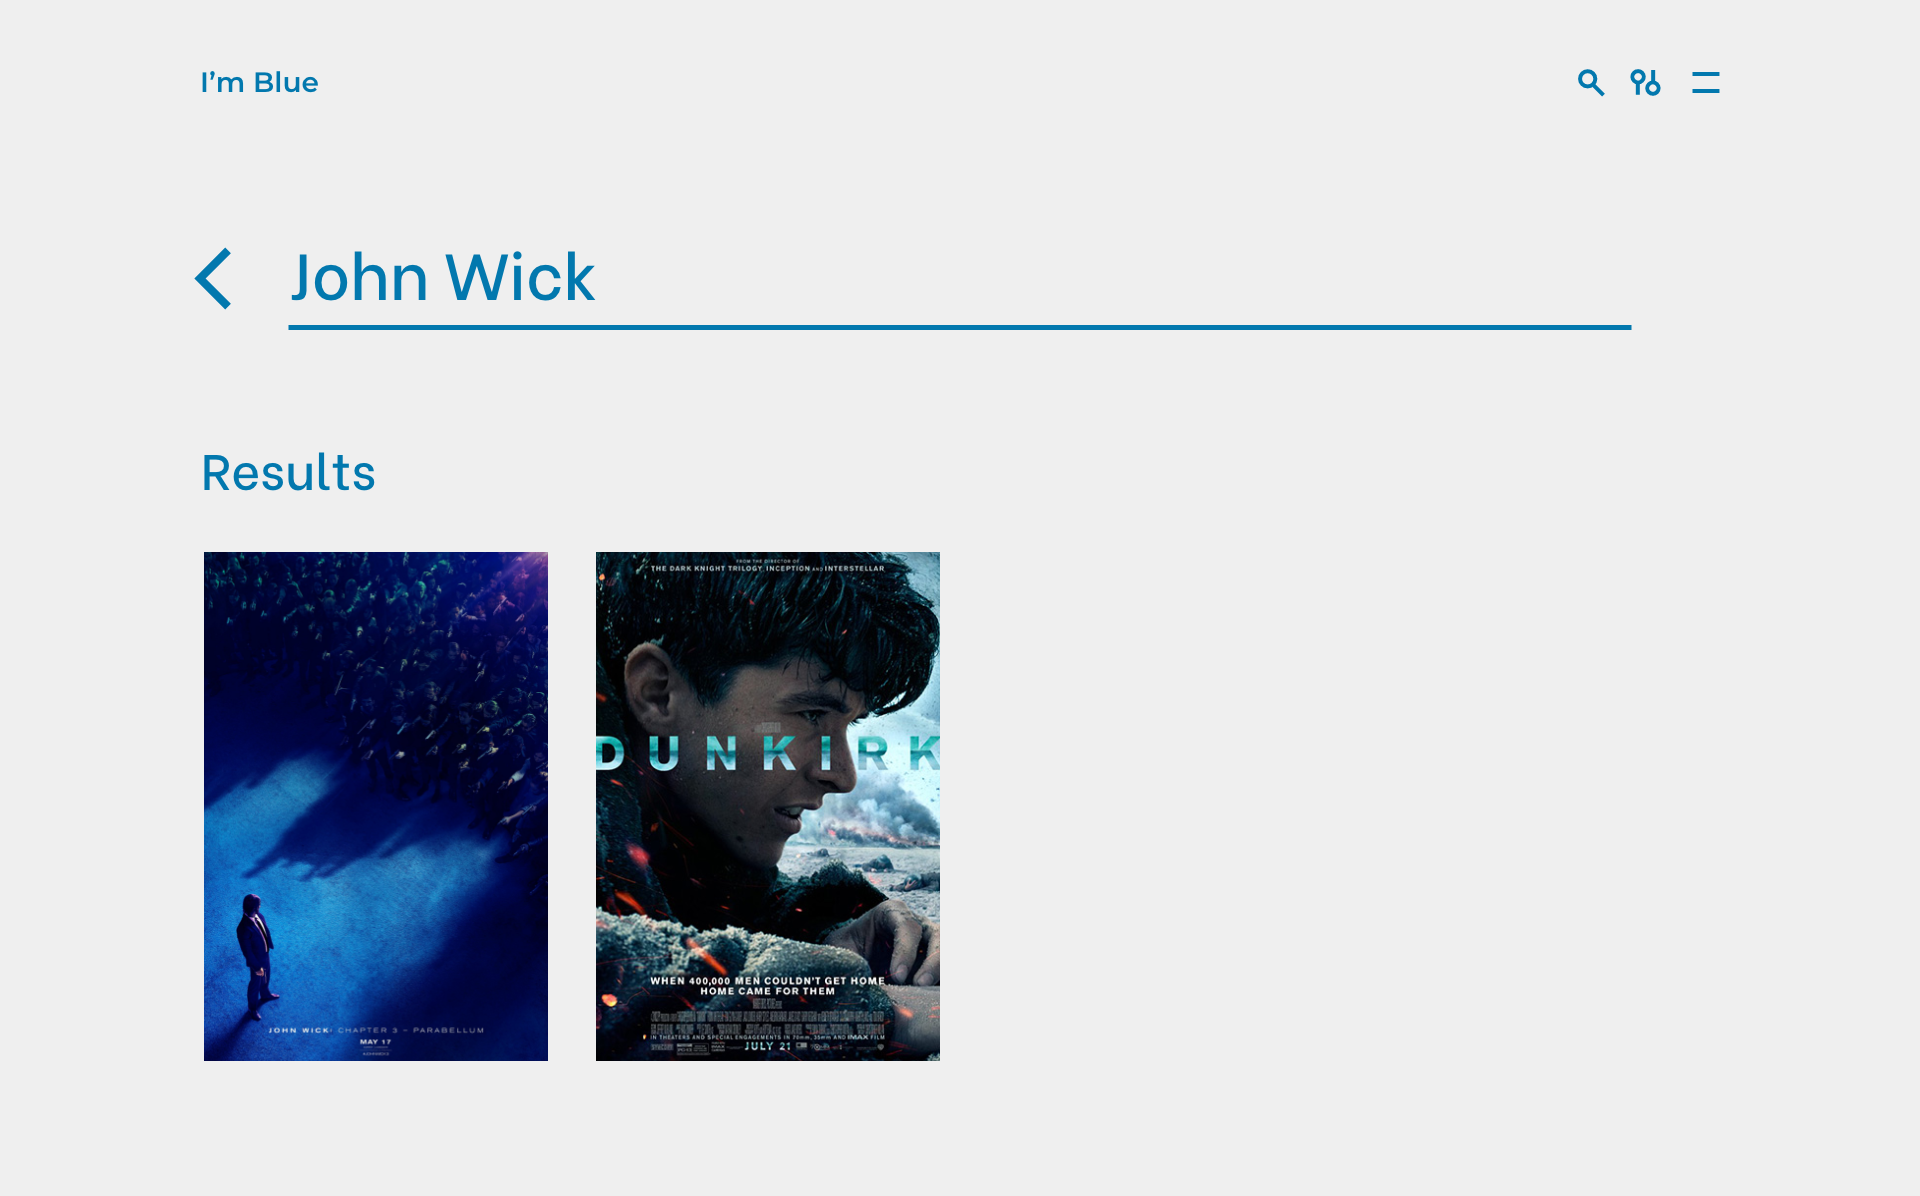 I’m Blue
John Wick
Results
JOHN WICK: CHAPTER 3 – PARABELLUM
MAY 17
FROM THE DIRECTOR OF
THE DARK KNIGHT TRILOGY, INCEPTION AND INTERSTELLAR
DUNKIRK
WHEN 400,000 MEN COULDN'T GET HOME,
HOME CAME FOR THEM
IN THEATERS AND SPECIAL ENGAGEMENTS IN 70mm, 35mm AND IMAX FILM
JULY 21